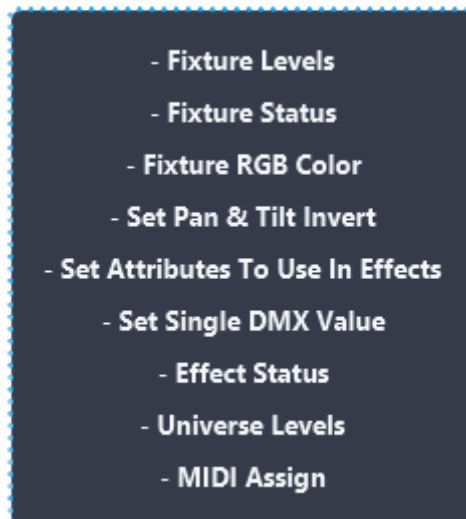 - Fixture Levels
- Fixture Status
- Fixture RGB Color
- Set Pan & Tilt Invert
- Set Attributes To Use In Effects
- Set Single DMX Value
- Effect Status
- Universe Levels
- MIDI Assign